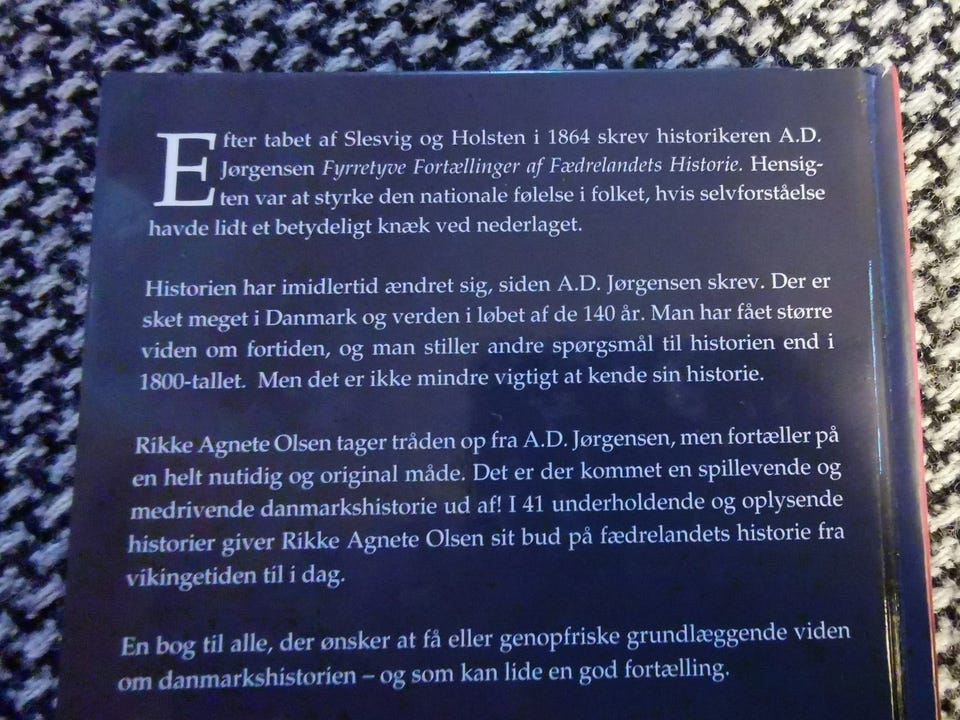 Efter tabet af Slesvig og Holsten i 1864 skrev historikeren A.D.
Jørgensen Fyrretyve Fortællinger af Fædrelandets Historie. Hensig-
ten var at styrke den nationale følelse i folket, hvis selvforståelse
havde lidt et betydeligt knæk ved nederlaget.
Historien har imidlertid ændret sig, siden A.D. Jørgensen skrev. Der er
sket meget i Danmark og verden i løbet af de 140 år. Man har fået større
viden om fortiden, og man stiller andre spørgsmål til historien end i
1800-tallet. Men det er ikke mindre vigtigt at kende sin historie.
Rikke Agnete Olsen tager tråden op fra A.D. Jørgensen, men fortæller på
en helt nutidig og original måde. Det er der kommet en spillevende og
medrivende danmarkshistorie ud af! I 41 underholdende og oplysende
historier giver Rikke Agnete Olsen sit bud på fædrelandets historie fra
vikingetiden til i dag.
En bog til alle, der ønsker at få eller genopfriske grundlæggende viden
om danmarkshistorien – og som kan lide en god fortælling.